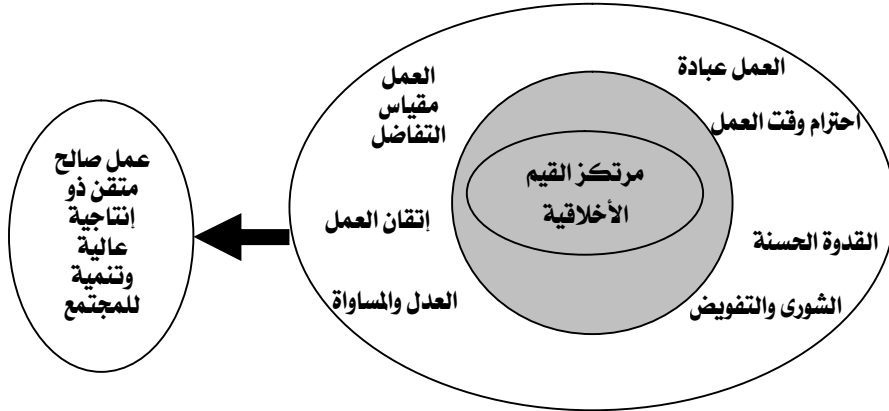 العمل عبادة
احترام وقت العمل
القدوة الحسنة
الشورى والتفويض
مرتكز القيم
الأخلاقية
العمل
مقياس
التفاضل
إتقان العمل
العدل والمساواة
عمل صالح
متقن ذو
إنتاجية
عالية
وتنمية
للمجتمع